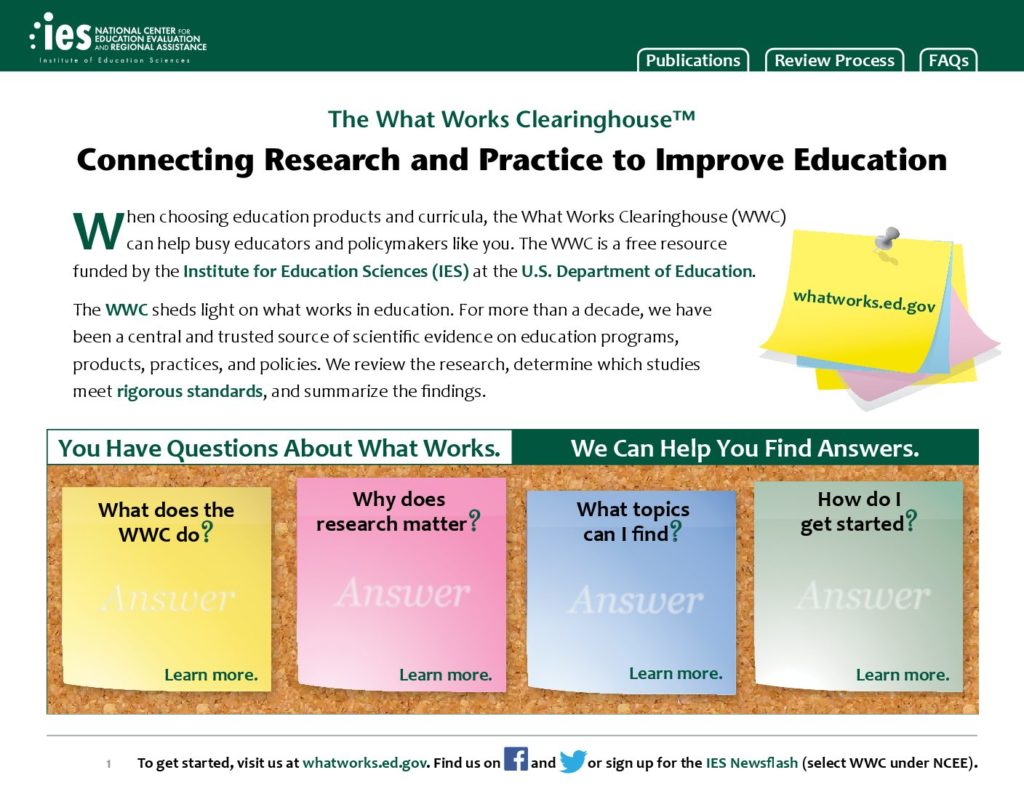 ies NATIONAL CENTER FOR
EDUCATION EVALUATION
AND REGIONAL ASSISTANCE
Institute of Education Sciences
Publications Review Process FAQs
The What Works Clearinghouse™
Connecting Research and Practice to Improve Education
When choosing education products and curricula, the What Works Clearinghouse (WWC)
can help busy educators and policymakers like you. The WWC is a free resource
funded by the Institute for Education Sciences (IES) at the U.S. Department of Education.
The WWC sheds light on what works in education. For more than a decade, we have
been a central and trusted source of scientific evidence on education programs,
products, practices, and policies. We review the research, determine which studies
meet rigorous standards, and summarize the findings.
whatworks.ed.gov
You Have Questions About What Works. We Can Help You Find Answers.
What does the
WWC do?
Answer
Learn more.
Why does
research matter?
Answer
Learn more.
What topics
can I find?
Answer
Learn more.
How do I
get started?
Answer
Learn more.
1 To get started, visit us at whatworks.ed.gov. Find us on f and or sign up for the IES Newsflash (select WWC under NCEE).